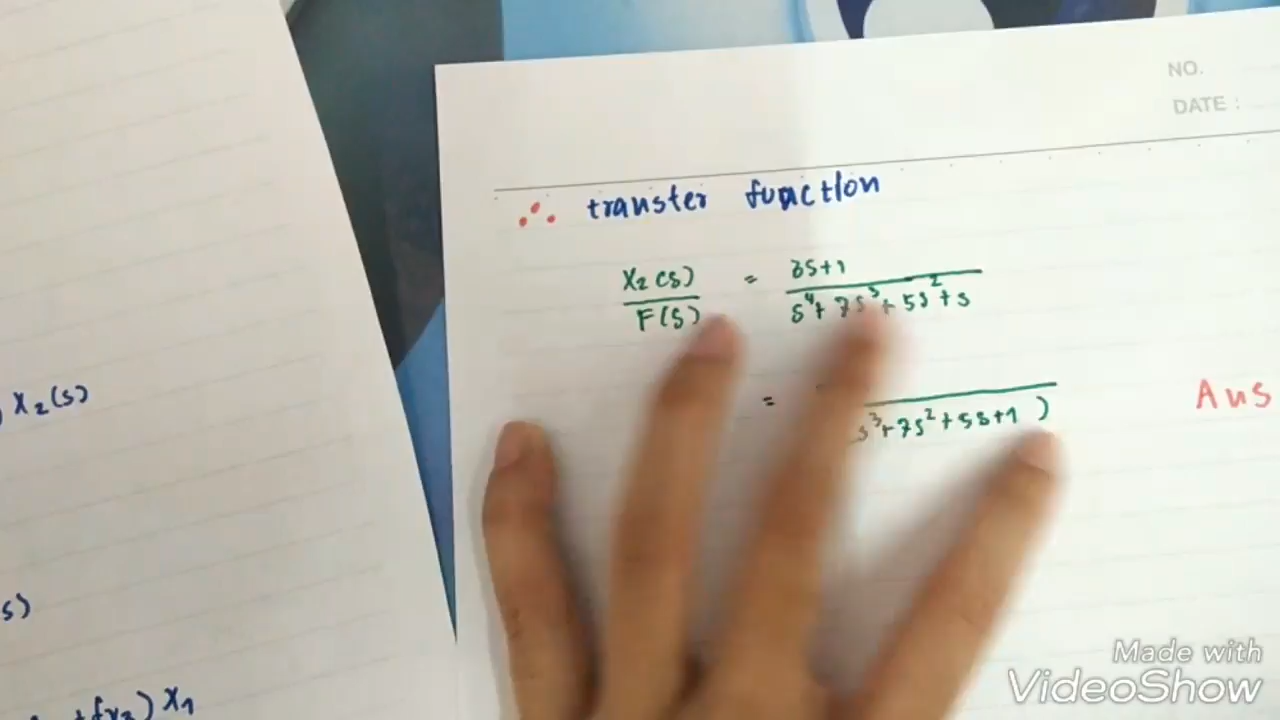 NO.
DATE :
∴ transfer function
X₂(s) / F(s) = 3s+1 / s⁴+7s³+5s²+s
= s³+7s²+5s+1 )
Ans
X₂(s)
s)
) X₁
Made with
VideoShow